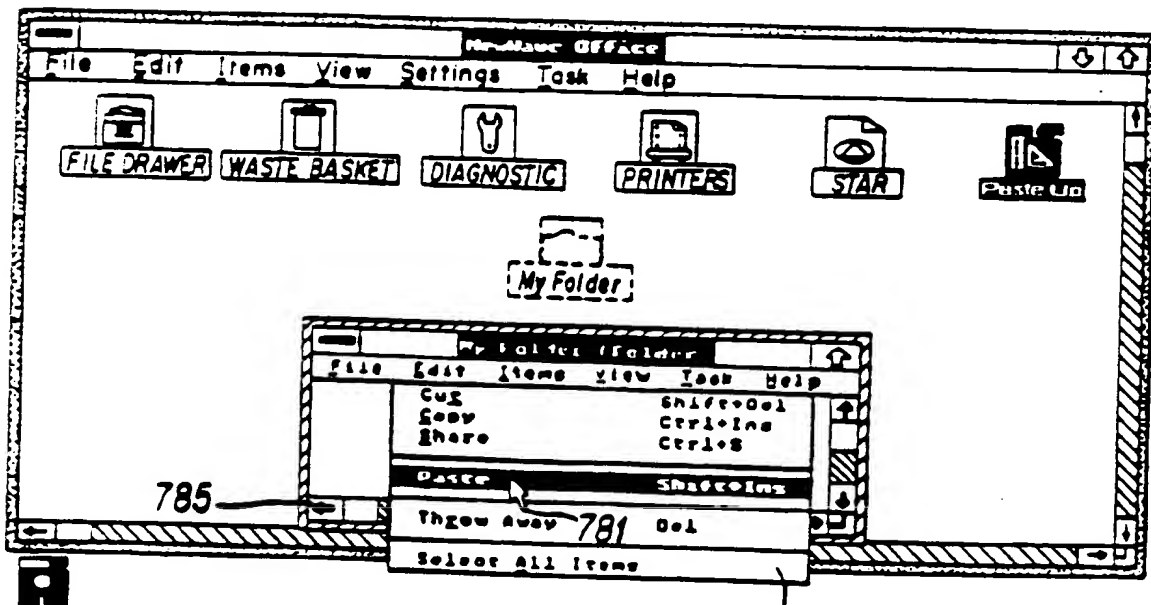 NewWave Office
File Edit Items View Settings Task Help
FILE DRAWER WASTE BASKET DIAGNOSTIC PRINTERS STAR Paste Up
My Folder
My Folder (Folder
File Edit Items View Task Help
Cut Shift+Del
Copy Ctrl+Ins
Share Ctrl+S
Paste Shift+Ins
785
Throw Away 781 Del
Select All Items